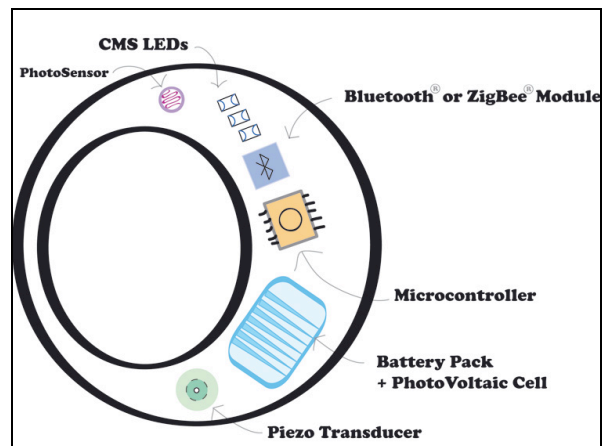 CMS LEDs
PhotoSensor
Bluetooth® or ZigBee® Module
Microcontroller
Battery Pack
+ PhotoVoltaic Cell
Piezo Transducer